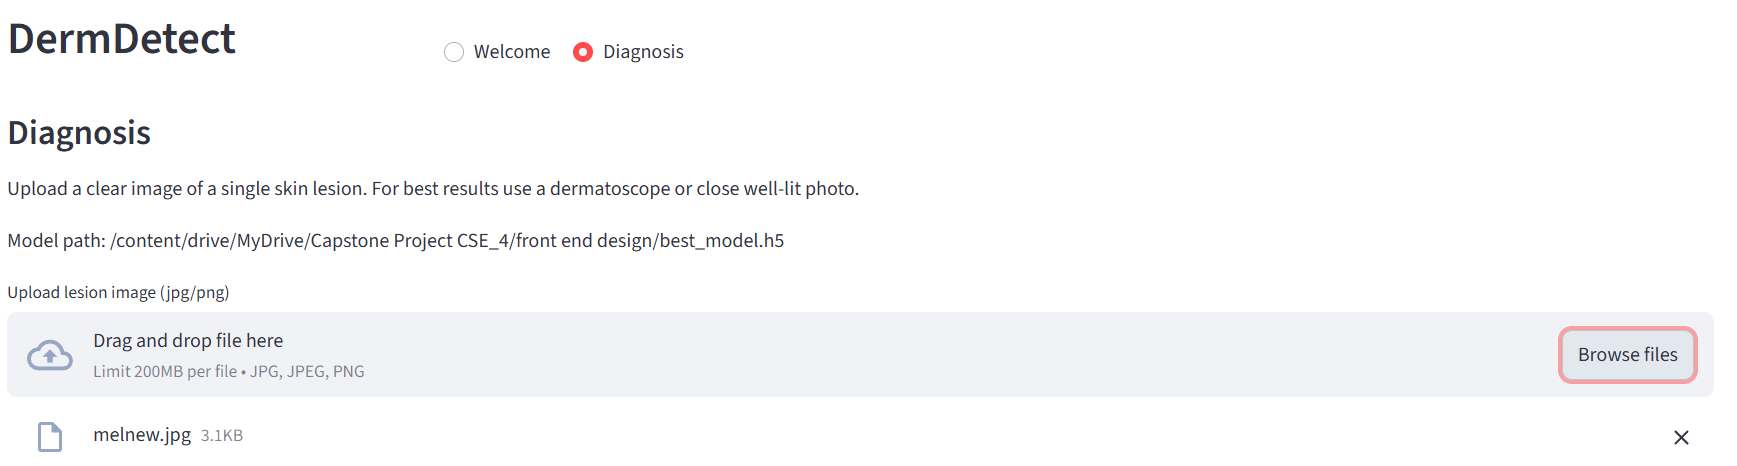 DermDetect
Welcome
Diagnosis
Diagnosis
Upload a clear image of a single skin lesion. For best results use a dermatoscope or close well-lit photo.
Model path: /content/drive/MyDrive/Capstone Project CSE_4/front end design/best_model.h5
Upload lesion image (jpg/png)
Drag and drop file here
Limit 200MB per file • JPG, JPEG, PNG
Browse files
melnew.jpg 3.1KB